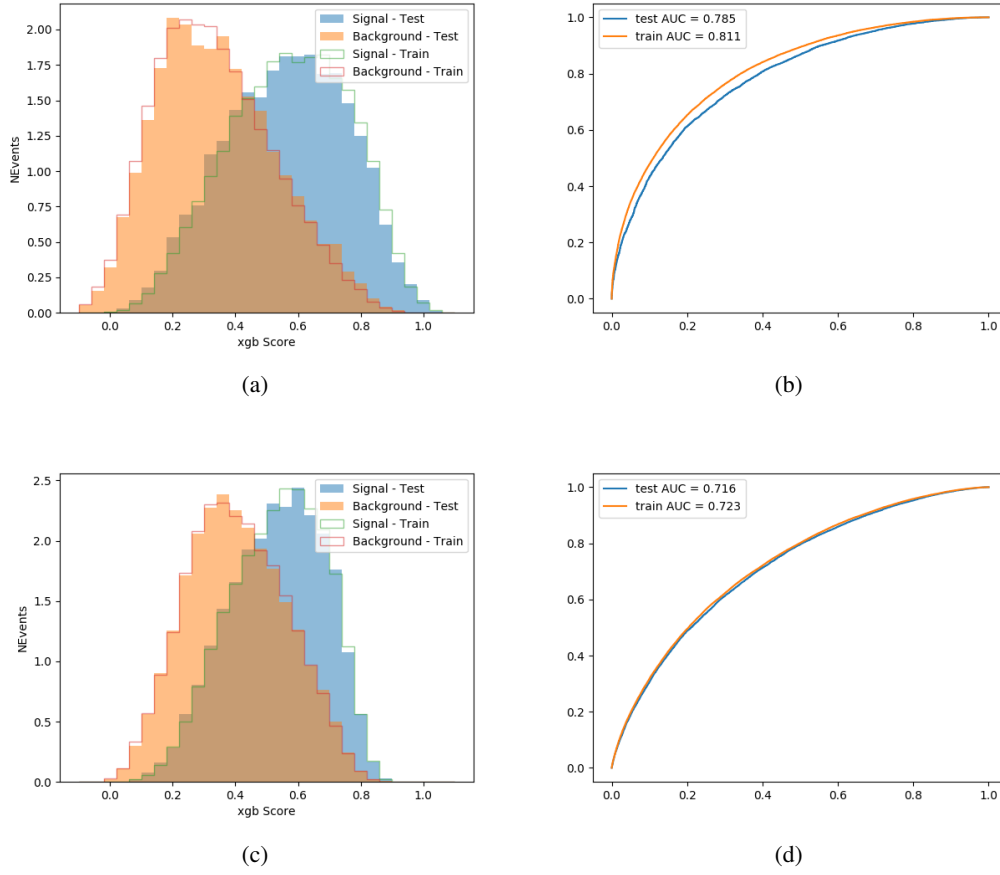 Signal - Test
Background - Test
Signal - Train
Background - Train
NEvents
2.00
1.75
1.50
1.25
1.00
0.75
0.50
0.25
0.00
0.0 0.2 0.4 0.6 0.8 1.0
xgb Score
(a)
test AUC = 0.785
train AUC = 0.811
1.0
0.8
0.6
0.4
0.2
0.0
0.0 0.2 0.4 0.6 0.8 1.0
(b)
Signal - Test
Background - Test
Signal - Train
Background - Train
NEvents
2.5
2.0
1.5
1.0
0.5
0.0
0.0 0.2 0.4 0.6 0.8 1.0
xgb Score
(c)
test AUC = 0.716
train AUC = 0.723
1.0
0.8
0.6
0.4
0.2
0.0
0.0 0.2 0.4 0.6 0.8 1.0
(d)